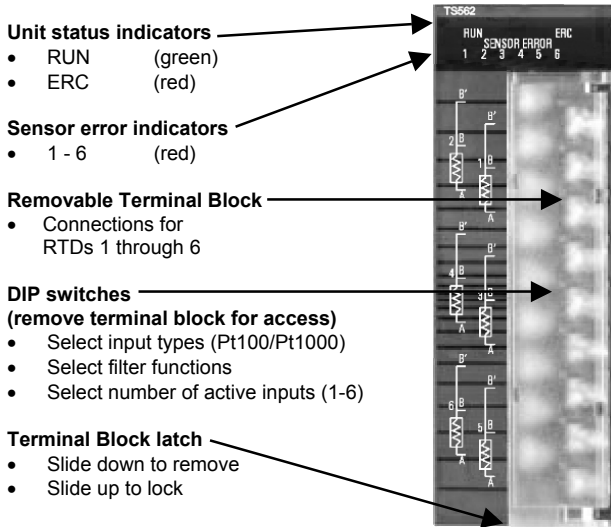 Unit status indicators
• RUN (green)
• ERC (red)
Sensor error indicators
• 1 - 6 (red)
Removable Terminal Block
• Connections for
RTDs 1 through 6
DIP switches
(remove terminal block for access)
• Select input types (Pt100/Pt1000)
• Select filter functions
• Select number of active inputs (1-6)
Terminal Block latch
• Slide down to remove
• Slide up to lock
TS562
RUN ERC
SENSOR ERROR
1 2 3 4 5 6
B'
B'
2 B
1 B
A
A
B'
B'
4 B
3 B
A
A
B'
B'
6 B
5 B
A
A